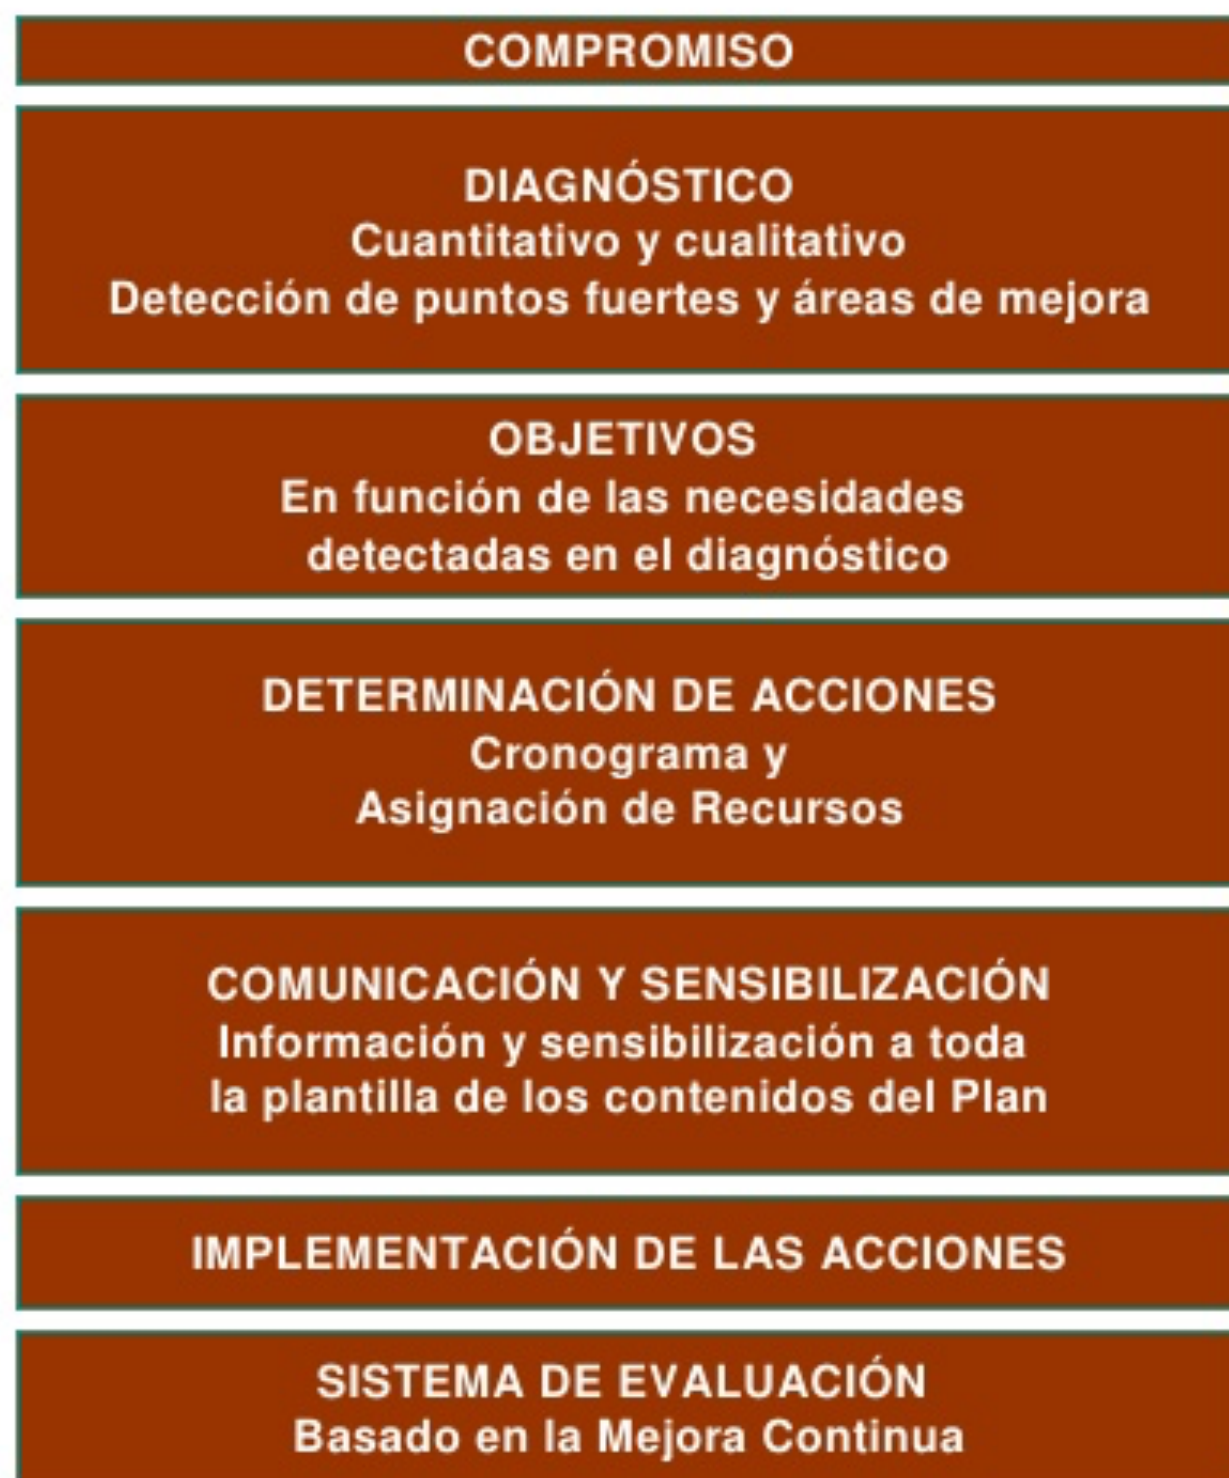 COMPROMISO
DIAGNÓSTICO
Cuantitativo y cualitativo
Detección de puntos fuertes y áreas de mejora
OBJETIVOS
En función de las necesidades
detectadas en el diagnóstico
DETERMINACIÓN DE ACCIONES
Cronograma y
Asignación de Recursos
COMUNICACIÓN Y SENSIBILIZACIÓN
Información y sensibilización a toda
la plantilla de los contenidos del Plan
IMPLEMENTACIÓN DE LAS ACCIONES
SISTEMA DE EVALUACIÓN
Basado en la Mejora Continua